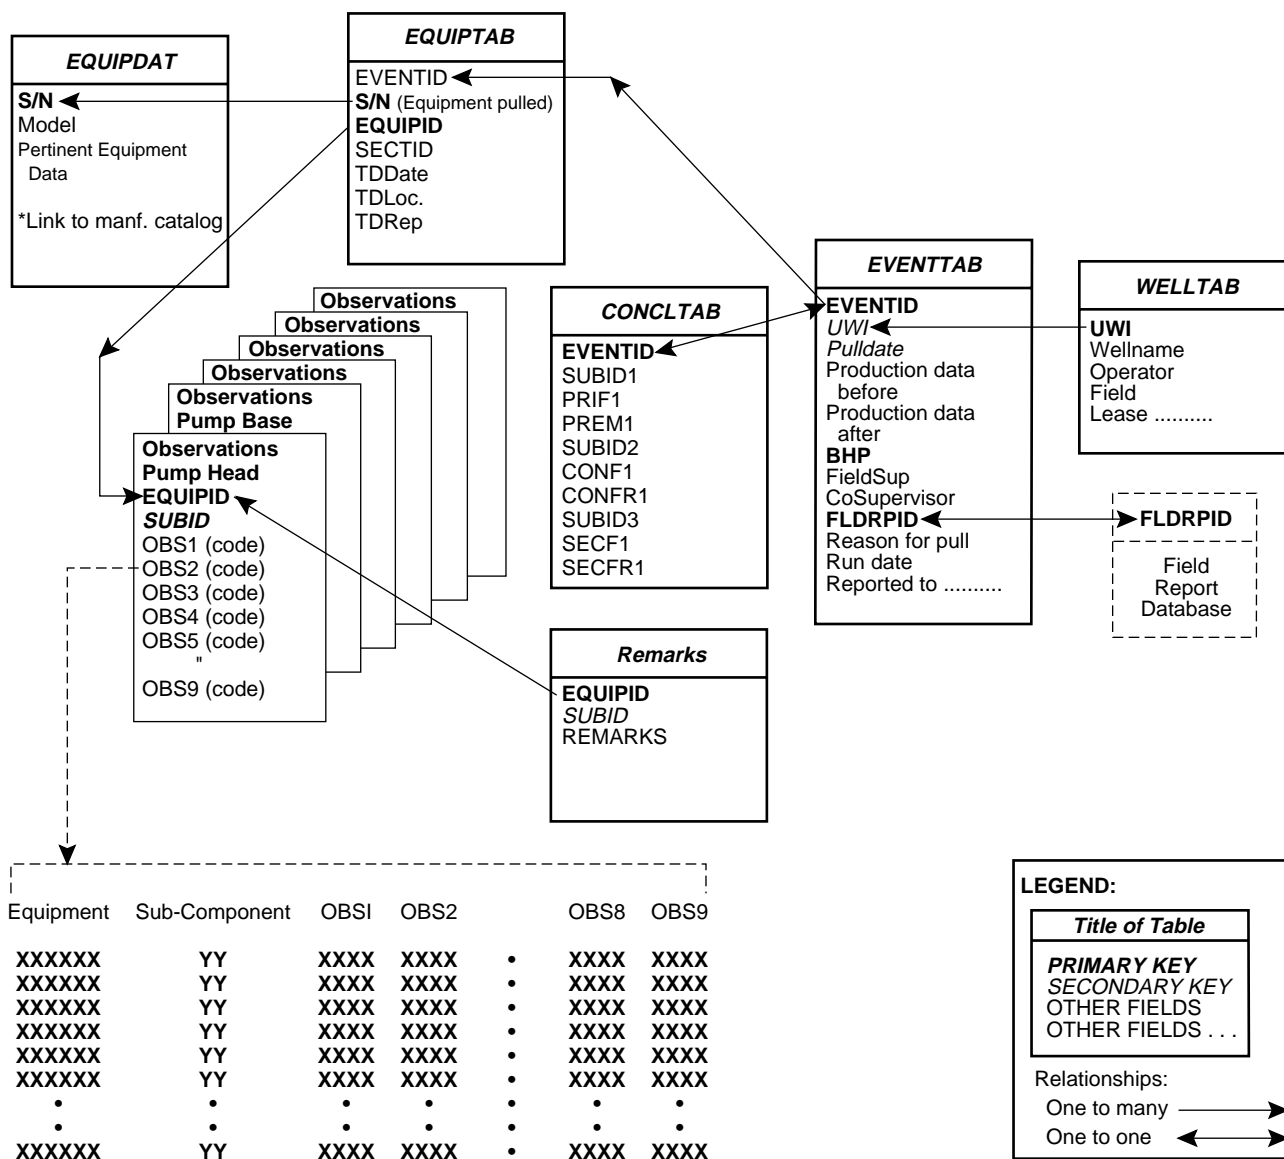 EQUIPDAT
S/N
Model
Pertinent Equipment
Data
*Link to manf. catalog
EQUIPTAB
EVENTID
S/N (Equipment pulled)
EQUIPID
SECTID
TDDate
TDLoc.
TDRep
Observations
Observations
Observations
Observations
Observations
Pump Base
Observations
Pump Head
EQUIPID
SUBID
OBS1 (code)
OBS2 (code)
OBS3 (code)
OBS4 (code)
OBS5 (code)
"
OBS9 (code)
CONCLTAB
EVENTID
SUBID1
PRIF1
PREM1
SUBID2
CONF1
CONFR1
SUBID3
SECF1
SECFR1
Remarks
EQUIPID
SUBID
REMARKS
EVENTTAB
EVENTID
UWI
Pulldate
Production data
before
Production data
after
BHP
FieldSup
CoSupervisor
FLDRPID
Reason for pull
Run date
Reported to ..........
WELLTAB
UWI
Wellname
Operator
Field
Lease ..........
FLDRPID
Field
Report
Database
Equipment Sub-Component OBSI OBS2 OBS8 OBS9
XXXXXX YY XXXX XXXX • XXXX XXXX
XXXXXX YY XXXX XXXX • XXXX XXXX
XXXXXX YY XXXX XXXX • XXXX XXXX
XXXXXX YY XXXX XXXX • XXXX XXXX
XXXXXX YY XXXX XXXX • XXXX XXXX
XXXXXX YY XXXX XXXX • XXXX XXXX
• • • • • • •
• • • • • • •
XXXXXX YY XXXX XXXX • XXXX XXXX
LEGEND:
Title of Table
PRIMARY KEY
SECONDARY KEY
OTHER FIELDS
OTHER FIELDS . . .
Relationships:
One to many
One to one